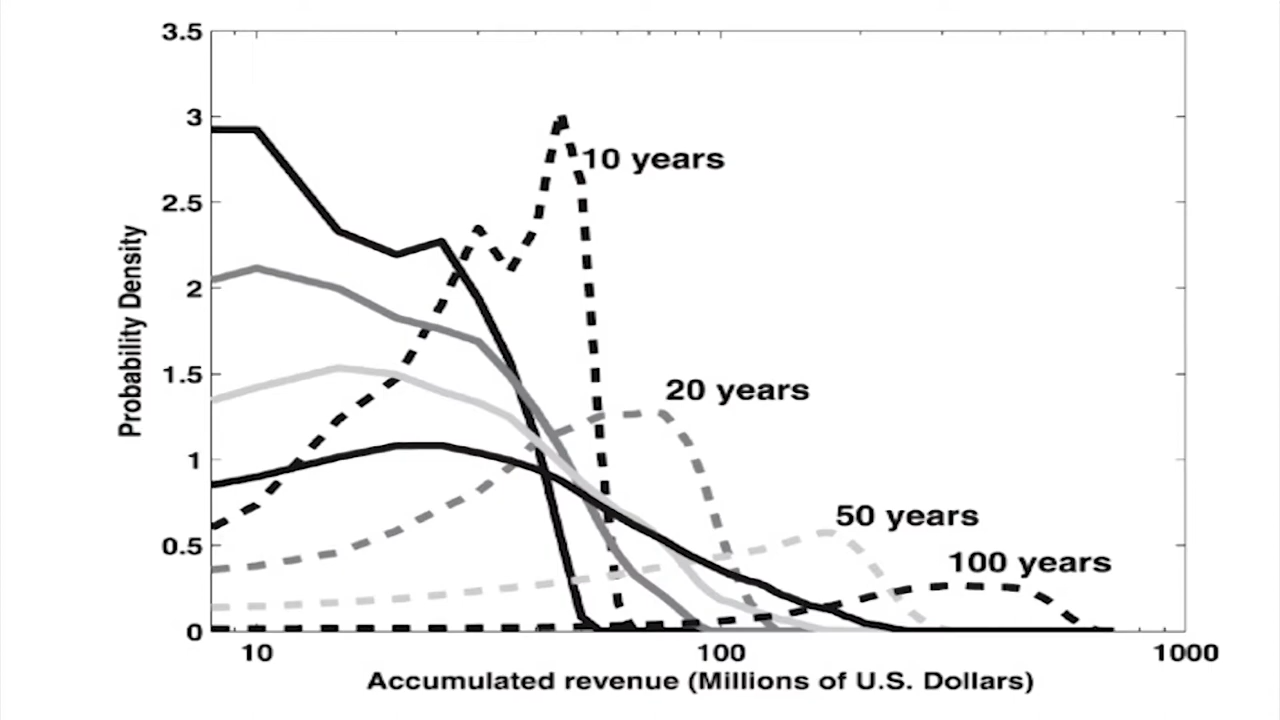 3.5
3
10 years
2.5
2
1.5
20 years
1
50 years
0.5
100 years
0
10
100
1000
Probability Density
Accumulated revenue (Millions of U.S. Dollars)